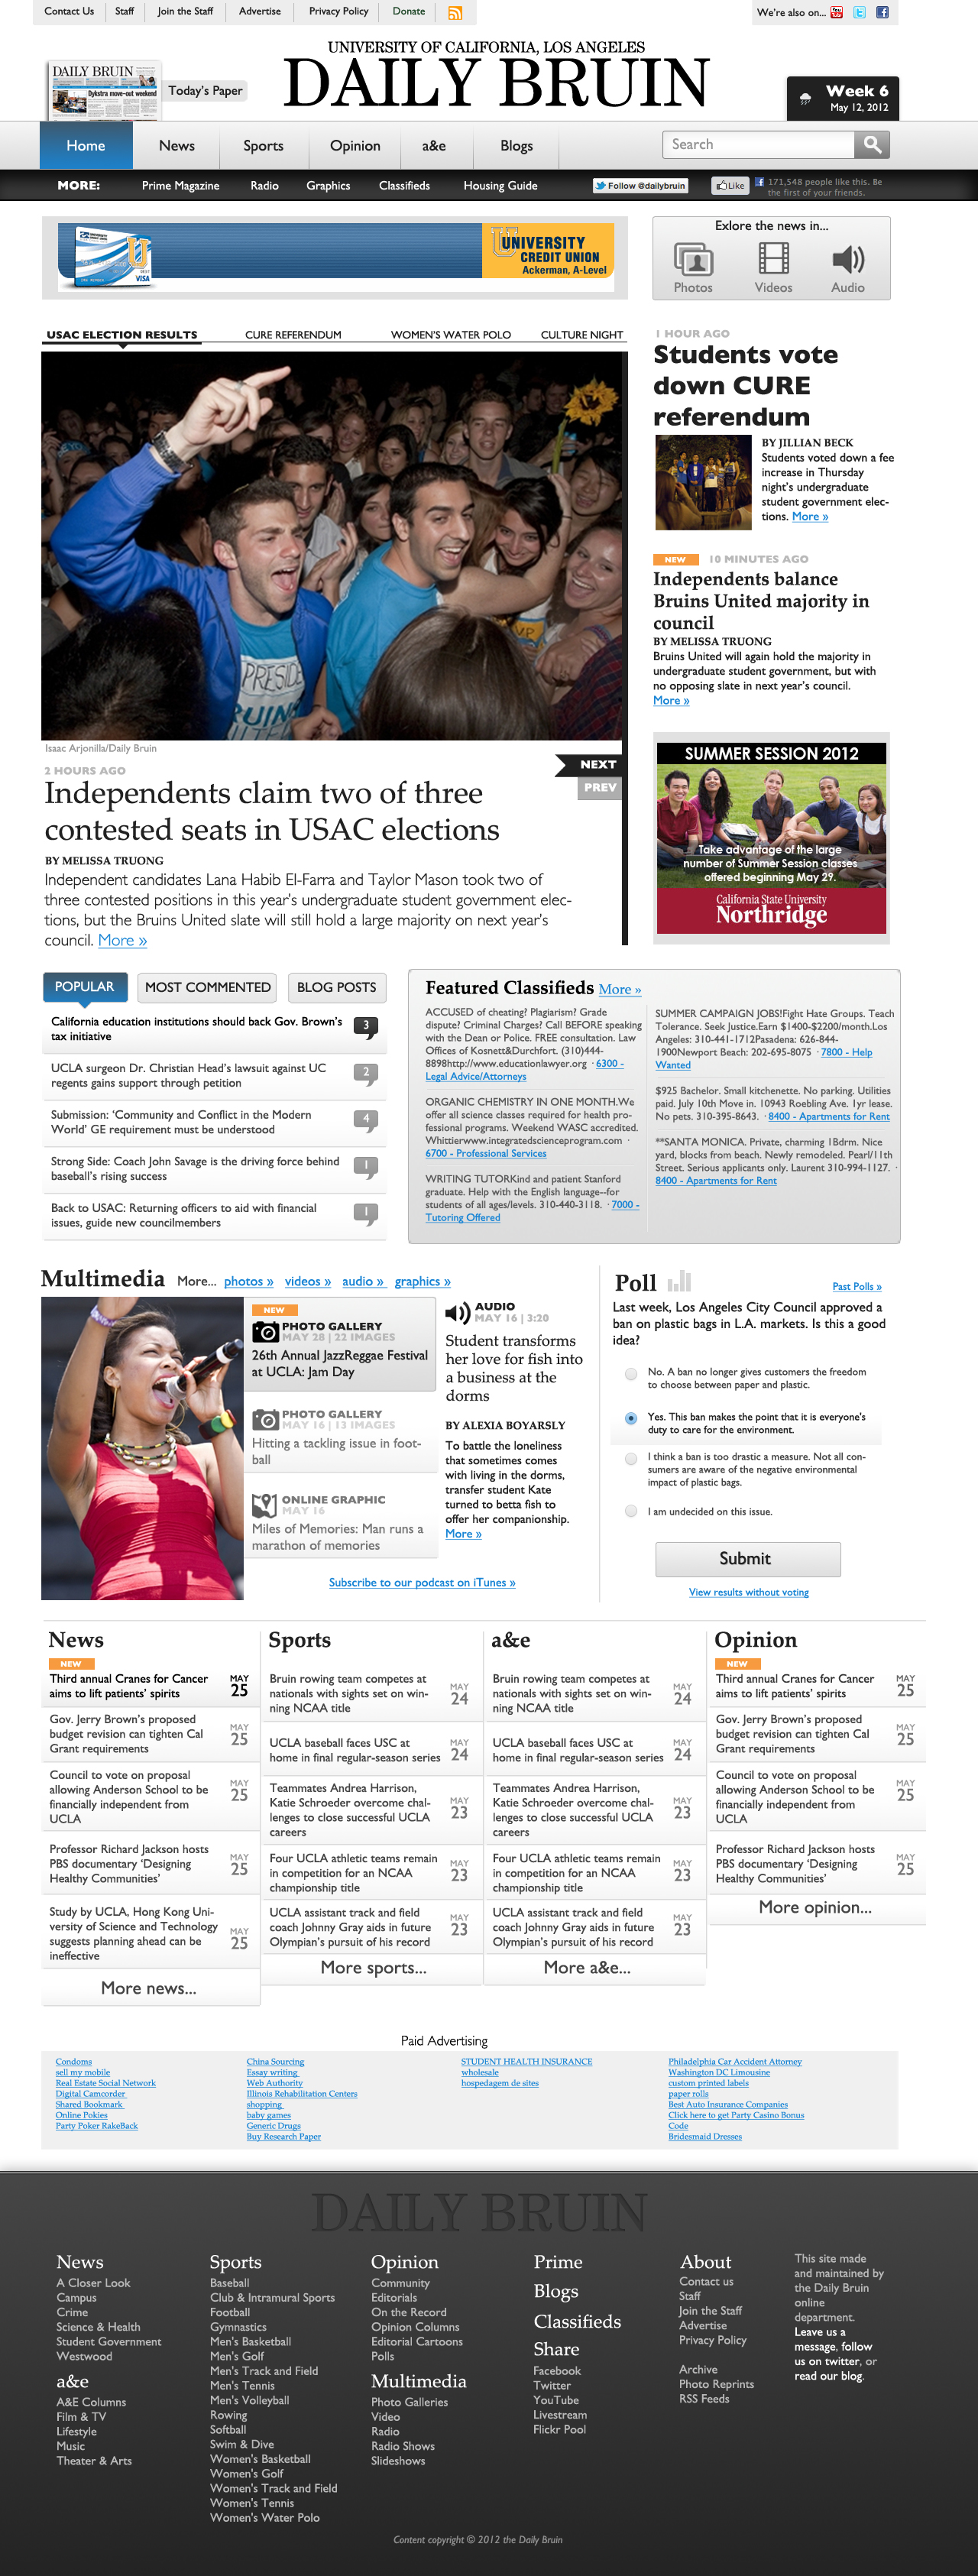 Contact Us
Staff
Join the Staff
Advertise
Privacy Policy
Donate
We're also on...
UNIVERSITY OF CALIFORNIA, LOS ANGELES
DAILY BRUIN
DAILY BRUIN
Dykstra move-out weekend
Today's Paper
Week 6
May 12, 2012
Home
News
Sports
Opinion
a&e
Blogs
Search
MORE:
Prime Magazine
Radio
Graphics
Classifieds
Housing Guide
Follow @dailybruin
Like
171,548 people like this. Be
the first of your friends.
UNIVERSITY
CREDIT UNION
Ackerman, A-Level
VISA
Exlore the news in...
Photos
Videos
Audio
USAC ELECTION RESULTS
CURE REFERENDUM
WOMEN'S WATER POLO
CULTURE NIGHT
PRESIDENT
BRUINS
UNITED
Isaac Arjonilla/Daily Bruin
NEXT
PREV
2 HOURS AGO
Independents claim two of three
contested seats in USAC elections
BY MELISSA TRUONG
Independent candidates Lana Habib El-Farra and Taylor Mason took two of
three contested positions in this year's undergraduate student government elec-
tions, but the Bruins United slate will still hold a large majority on next year's
council. More »
1 HOUR AGO
Students vote
down CURE
referendum
BY JILLIAN BECK
Students voted down a fee
increase in Thursday
night's undergraduate
student government elec-
tions. More »
NEW
10 MINUTES AGO
Independents balance
Bruins United majority in
council
BY MELISSA TRUONG
Bruins United will again hold the majority in
undergraduate student government, but with
no opposing slate in next year's council.
More »
SUMMER SESSION 2012
Take advantage of the large
number of Summer Session classes
offered beginning May 29.
California State University
Northridge
POPULAR
MOST COMMENTED
BLOG POSTS
California education institutions should back Gov. Brown's
tax initiative
3
UCLA surgeon Dr. Christian Head's lawsuit against UC
regents gains support through petition
2
Submission: 'Community and Conflict in the Modern
World' GE requirement must be understood
4
Strong Side: Coach John Savage is the driving force behind
baseball's rising success
1
Back to USAC: Returning officers to aid with financial
issues, guide new councilmembers
1
Featured Classifieds More »
ACCUSED of cheating? Plagiarism? Grade
dispute? Criminal Charges? Call BEFORE speaking
with the Dean or Police. FREE consultation. Law
Offices of Kosnett&Durchfort. (310)444-
8898http://www.educationlawyer.org · 6300 -
Legal Advice/Attorneys
ORGANIC CHEMISTRY IN ONE MONTH.We
offer all science classes required for health pro-
fessional programs. Weekend WASC accredited.
Whittierwww.integratedscienceprogram.com ·
6700 - Professional Services
WRITING TUTORKind and patient Stanford
graduate. Help with the English language--for
students of all ages/levels. 310-440-3118. · 7000 -
Tutoring Offered
SUMMER CAMPAIGN JOBS!Fight Hate Groups. Teach
Tolerance. Seek Justice.Earn $1400-$2200/month.Los
Angeles: 310-441-1712Pasadena: 626-844-
1900Newport Beach: 202-695-8075 · 7800 - Help
Wanted
$925 Bachelor. Small kitchenette. No parking. Utilities
paid. July 10th Move in. 10943 Roebling Ave. 1yr lease.
No pets. 310-395-8643. · 8400 - Apartments for Rent
**SANTA MONICA. Private, charming 1Bdrm. Nice
yard, blocks from beach. Newly remodeled. Pearl/11th
Street. Serious applicants only. Laurent 310-994-1127. ·
8400 - Apartments for Rent
Multimedia
More... photos » videos » audio » graphics »
NEW
PHOTO GALLERY
MAY 28 | 22 IMAGES
26th Annual JazzReggae Festival
at UCLA: Jam Day
PHOTO GALLERY
MAY 16 | 13 IMAGES
Hitting a tackling issue in foot-
ball
ONLINE GRAPHIC
MAY 16
Miles of Memories: Man runs a
marathon of memories
AUDIO
MAY 16 | 3:20
Student transforms
her love for fish into
a business at the
dorms
BY ALEXIA BOYARSLY
To battle the loneliness
that sometimes comes
with living in the dorms,
transfer student Kate
turned to betta fish to
offer her companionship.
More »
Subscribe to our podcast on iTunes »
Poll
Past Polls »
Last week, Los Angeles City Council approved a
ban on plastic bags in L.A. markets. Is this a good
idea?
No. A ban no longer gives customers the freedom
to choose between paper and plastic.
Yes. This ban makes the point that it is everyone's
duty to care for the environment.
I think a ban is too drastic a measure. Not all con-
sumers are aware of the negative environmental
impact of plastic bags.
I am undecided on this issue.
Submit
View results without voting
News
NEW
Third annual Cranes for Cancer
aims to lift patients' spirits
MAY
25
Gov. Jerry Brown's proposed
budget revision can tighten Cal
Grant requirements
MAY
25
Council to vote on proposal
allowing Anderson School to be
financially independent from
UCLA
MAY
25
Professor Richard Jackson hosts
PBS documentary 'Designing
Healthy Communities'
MAY
25
Study by UCLA, Hong Kong Uni-
versity of Science and Technology
suggests planning ahead can be
ineffective
MAY
25
More news...
Sports
Bruin rowing team competes at
nationals with sights set on win-
ning NCAA title
MAY
24
UCLA baseball faces USC at
home in final regular-season series
MAY
24
Teammates Andrea Harrison,
Katie Schroeder overcome chal-
lenges to close successful UCLA
careers
MAY
23
Four UCLA athletic teams remain
in competition for an NCAA
championship title
MAY
23
UCLA assistant track and field
coach Johnny Gray aids in future
Olympian's pursuit of his record
MAY
23
More sports...
a&e
Bruin rowing team competes at
nationals with sights set on win-
ning NCAA title
MAY
24
UCLA baseball faces USC at
home in final regular-season series
MAY
24
Teammates Andrea Harrison,
Katie Schroeder overcome chal-
lenges to close successful UCLA
careers
MAY
23
Four UCLA athletic teams remain
in competition for an NCAA
championship title
MAY
23
UCLA assistant track and field
coach Johnny Gray aids in future
Olympian's pursuit of his record
MAY
23
More a&e...
Opinion
NEW
Third annual Cranes for Cancer
aims to lift patients' spirits
MAY
25
Gov. Jerry Brown's proposed
budget revision can tighten Cal
Grant requirements
MAY
25
Council to vote on proposal
allowing Anderson School to be
financially independent from
UCLA
MAY
25
Professor Richard Jackson hosts
PBS documentary 'Designing
Healthy Communities'
MAY
25
More opinion...
Paid Advertising
Condoms
sell my mobile
Real Estate Social Network
Digital Camcorder
Shared Bookmark
Online Pokies
Party Poker RakeBack
China Sourcing
Essay writing
Web Authority
Illinois Rehabilitation Centers
shopping
baby games
Generic Drugs
Buy Research Paper
STUDENT HEALTH INSURANCE
wholesale
hospedagem de sites
Philadelphia Car Accident Attorney
Washington DC Limousine
custom printed labels
paper rolls
Best Auto Insurance Companies
Click here to get Party Casino Bonus
Code
Bridesmaid Dresses
DAILY BRUIN
News
A Closer Look
Campus
Crime
Science & Health
Student Government
Westwood
a&e
A&E Columns
Film & TV
Lifestyle
Music
Theater & Arts
Sports
Baseball
Club & Intramural Sports
Football
Gymnastics
Men's Basketball
Men's Golf
Men's Track and Field
Men's Tennis
Men's Volleyball
Rowing
Softball
Swim & Dive
Women's Basketball
Women's Golf
Women's Track and Field
Women's Tennis
Women's Water Polo
Opinion
Community
Editorials
On the Record
Opinion Columns
Editorial Cartoons
Polls
Multimedia
Photo Galleries
Video
Radio
Radio Shows
Slideshows
Prime
Blogs
Classifieds
Share
Facebook
Twitter
YouTube
Livestream
Flickr Pool
About
Contact us
Staff
Join the Staff
Advertise
Privacy Policy
Archive
Photo Reprints
RSS Feeds
This site made
and maintained by
the Daily Bruin
online
department.
Leave us a
message, follow
us on twitter, or
read our blog.
Content copyright © 2012 the Daily Bruin